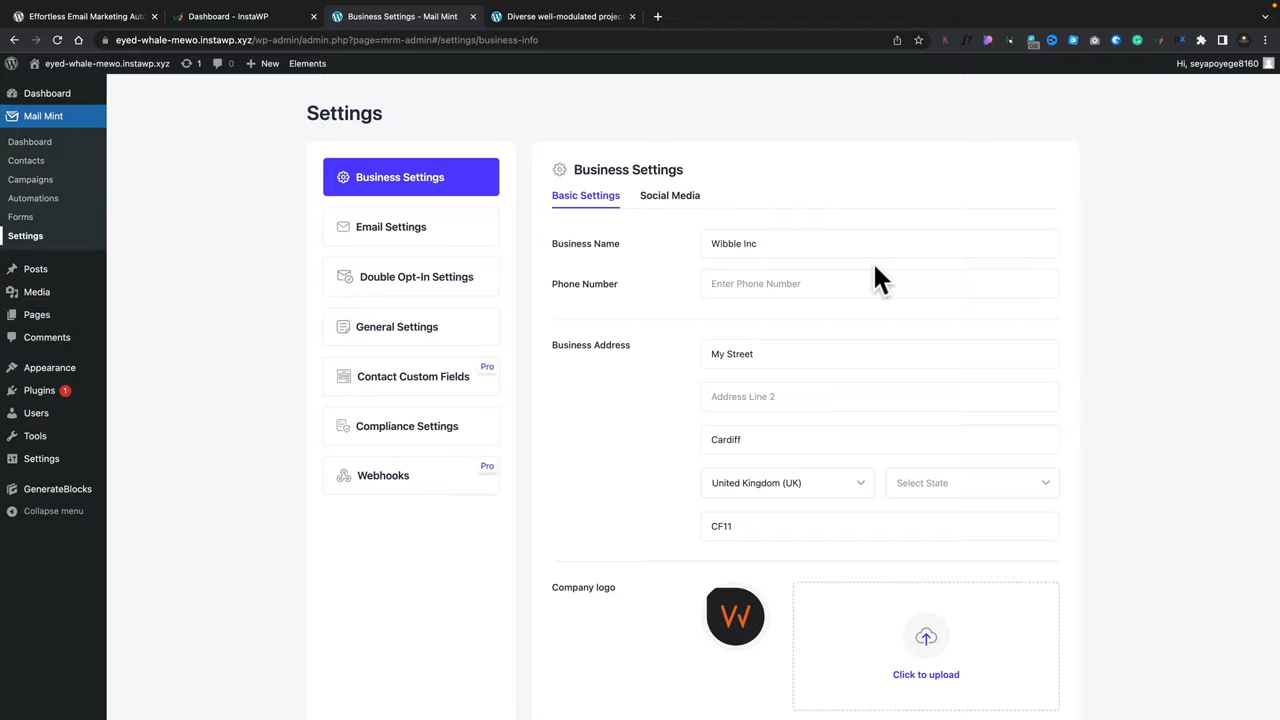 Effortless Email Marketing Auto
Dashboard - InstaWP
Business Settings - Mail Mint
Diverse well-modulated project
eyed-whale-mewo.instawp.xyz/wp-admin/admin.php?page=mrm-admin#/settings/business-info
eyed-whale-mewo.instawp.xyz
1
0
New
Elements
Hi, seyapoyege8160
Dashboard
Mail Mint
Dashboard
Contacts
Campaigns
Automations
Forms
Settings
Posts
Media
Pages
Comments
Appearance
Plugins 1
Users
Tools
Settings
GenerateBlocks
Collapse menu
Settings
Business Settings
Email Settings
Double Opt-In Settings
General Settings
Contact Custom Fields
Pro
Compliance Settings
Webhooks
Pro
Business Settings
Basic Settings
Social Media
Business Name
Wibble Inc
Phone Number
Enter Phone Number
Business Address
My Street
Address Line 2
Cardiff
United Kingdom (UK)
Select State
CF11
Company logo
W
Click to upload